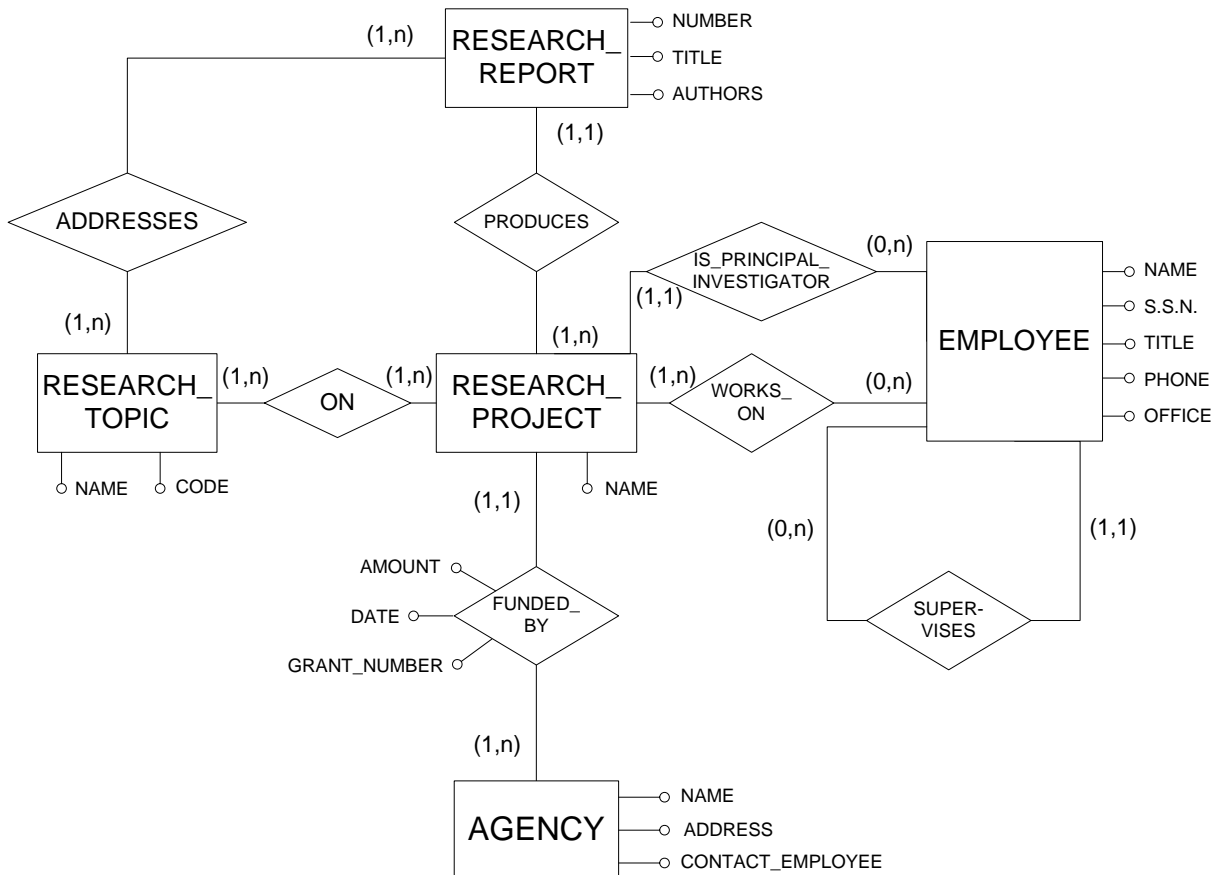 (1,n)
RESEARCH_
REPORT
NUMBER
TITLE
AUTHORS
(1,1)
ADDRESSES
PRODUCES
IS_PRINCIPAL_
INVESTIGATOR
(0,n)
(1,1)
NAME
S.S.N.
TITLE
PHONE
OFFICE
EMPLOYEE
(1,n)
(1,n)
RESEARCH_
TOPIC
(1,n)
ON
(1,n)
RESEARCH_
PROJECT
(1,n)
WORKS_
ON
(0,n)
NAME
CODE
NAME
(1,1)
(0,n)
(1,1)
AMOUNT
DATE
GRANT_NUMBER
FUNDED_
BY
SUPER-
VISES
(1,n)
AGENCY
NAME
ADDRESS
CONTACT_EMPLOYEE